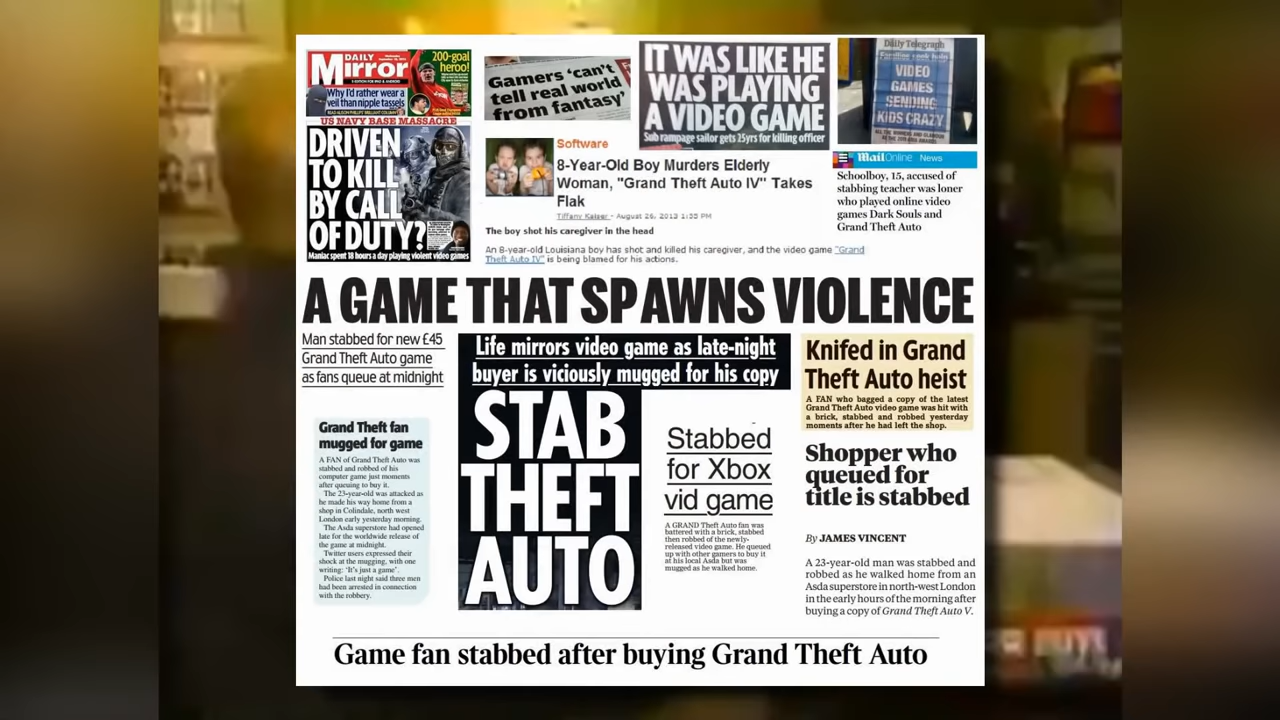 DAILY
Mirror
200-goal
heroo!
Why I'd rather wear a
veil than nipple tassels
US NAVY BASE MASSACRE
DRIVEN
TO KILL
BY CALL
OF DUTY?
Maniac spent 18 hours a day playing violent video games
Gamers 'can't
tell real world
from fantasy'
IT WAS LIKE HE
WAS PLAYING
A VIDEO GAME
Sub rampage sailor gets 25yrs for killing officer
Daily Telegraph
VIDEO
GAMES
SENDING
KIDS CRAZY
Software
8-Year-Old Boy Murders Elderly
Woman, "Grand Theft Auto IV" Takes
Flak
Tiffany Kaiser - August 26, 2013 1:35 PM
The boy shot his caregiver in the head
An 8-year-old Louisiana boy has shot and killed his caregiver, and the video game "Grand
Theft Auto IV" is being blamed for his actions.
MailOnline News
Schoolboy, 15, accused of
stabbing teacher was loner
who played online video
games Dark Souls and
Grand Theft Auto
A GAME THAT SPAWNS VIOLENCE
Man stabbed for new £45
Grand Theft Auto game
as fans queue at midnight
Grand Theft fan
mugged for game
A FAN of Grand Theft Auto was
stabbed and robbed of his
computer game just moments
after queuing to buy it.
The 23-year-old was attacked as
he made his way home from a
shop in Colindale, north west
London early yesterday morning.
The Asda superstore had opened
late for the worldwide release of
the game at midnight.
Twitter users expressed their
shock at the mugging, with one
writing: 'It's just a game'.
Police last night said three men
had been arrested in connection
with the robbery.
Life mirrors video game as late-night
buyer is viciously mugged for his copy
STAB
THEFT
AUTO
Stabbed
for Xbox
vid game
A GRAND Theft Auto fan was
battered with a brick, stabbed
then robbed of the newly-
released video game. He queued
up with other gamers to buy it
at his local Asda but was
mugged as he walked home.
Knifed in Grand
Theft Auto heist
A FAN who bagged a copy of the latest
Grand Theft Auto video game was hit with
a brick, stabbed and robbed yesterday
moments after he had left the shop.
Shopper who
queued for
title is stabbed
By JAMES VINCENT
A 23-year-old man was stabbed and
robbed as he walked home from an
Asda superstore in north-west London
in the early hours of the morning after
buying a copy of Grand Theft Auto V.
Game fan stabbed after buying Grand Theft Auto